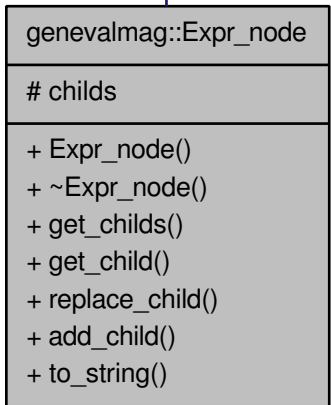 genevalmag::Expr_node
# childs
+ Expr_node()
+ ~Expr_node()
+ get_childs()
+ get_child()
+ replace_child()
+ add_child()
+ to_string()